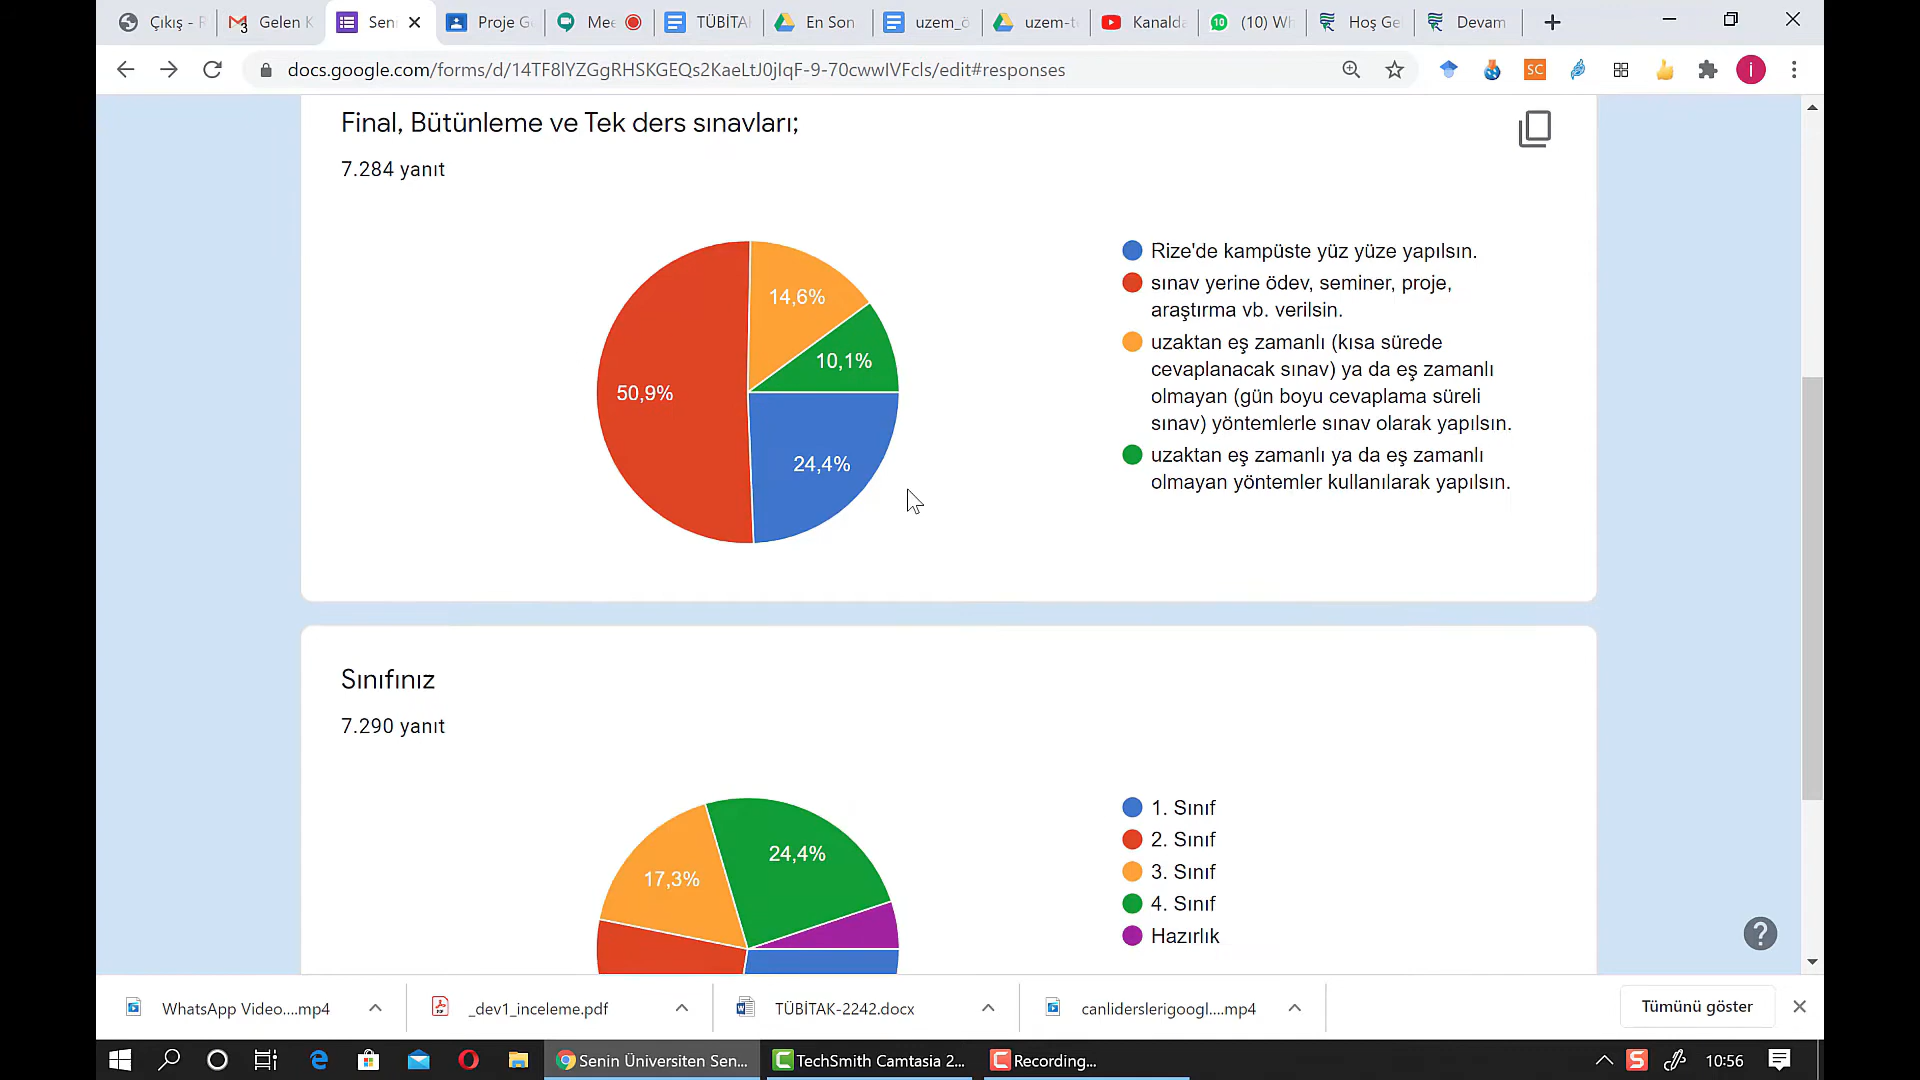 Çıkış -
Gelen
Sen
Proje
Mee
TÜBİTA
En Son
uzem_ö
uzem-t
Kanald
(10) W
Hoş Ge
Devam
docs.google.com/forms/d/14TF8lYZGgRHSKGEQs2KaeLtJ0jIqF-9-70cwwIVFcls/edit#responses
SC
i
Final, Bütünleme ve Tek ders sınavları;
7.284 yanıt
14,6%
10,1%
50,9%
24,4%
Rize'de kampüste yüz yüze yapılsın.
sınav yerine ödev, seminer, proje,
araştırma vb. verilsin.
uzaktan eş zamanlı (kısa sürede
cevaplanacak sınav) ya da eş zamanlı
olmayan (gün boyu cevaplama süreli
sınav) yöntemlerle sınav olarak yapılsın.
uzaktan eş zamanlı ya da eş zamanlı
olmayan yöntemler kullanılarak yapılsın.
Sınıfınız
7.290 yanıt
24,4%
17,3%
1. Sınıf
2. Sınıf
3. Sınıf
4. Sınıf
Hazırlık
WhatsApp Video....mp4
_dev1_inceleme.pdf
TÜBİTAK-2242.docx
canliderslerigoogl....mp4
Tümünü göster
Senin Üniversiten Sen...
TechSmith Camtasia 2...
Recording...
10:56